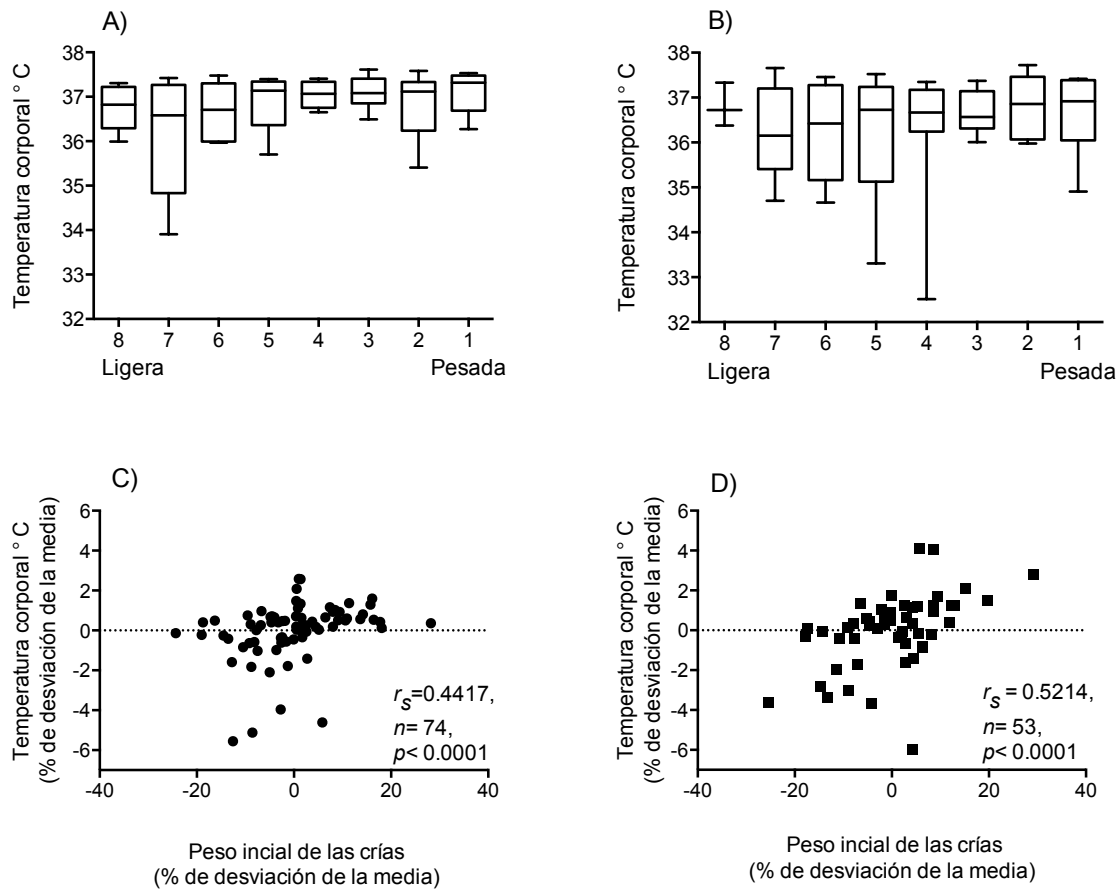 A)
Temperatura corporal ° C
38
37
36
35
34
33
32
8 7 6 5 4 3 2 1
Ligera Pesada
B)
Temperatura corporal ° C
38
37
36
35
34
33
32
8 7 6 5 4 3 2 1
Ligera Pesada
C)
Temperatura corporal ° C
(% de desviación de la media)
6
4
2
0
-2
-4
-6
rs=0.4417,
n= 74,
p< 0.0001
-40 -20 0 20 40
Peso incial de las crías
(% de desviación de la media)
D)
Temperatura corporal ° C
(% de desviación de la media)
6
4
2
0
-2
-4
-6
rs = 0.5214,
n= 53,
p< 0.0001
-40 -20 0 20 40
Peso incial de las crías
(% de desviación de la media)